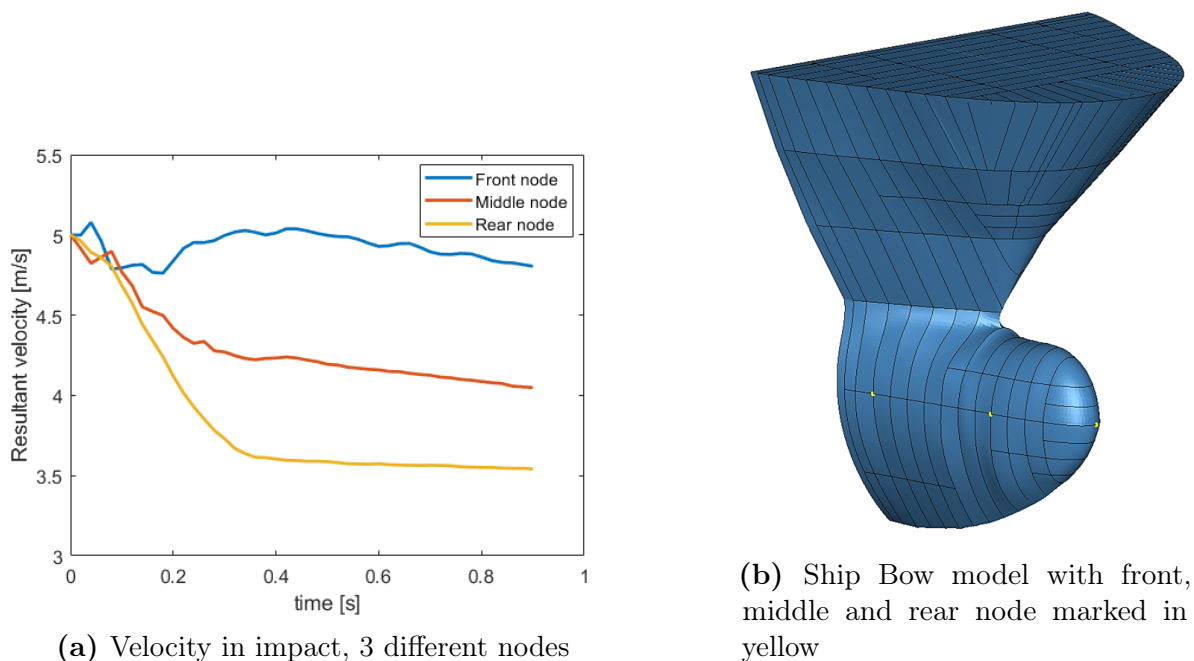 5.5
5
4.5
4
3.5
3
0
0.2
0.4
0.6
0.8
1
Resultant velocity [m/s]
time [s]
Front node
Middle node
Rear node
(a) Velocity in impact, 3 different nodes
(b) Ship Bow model with front,
middle and rear node marked in
yellow